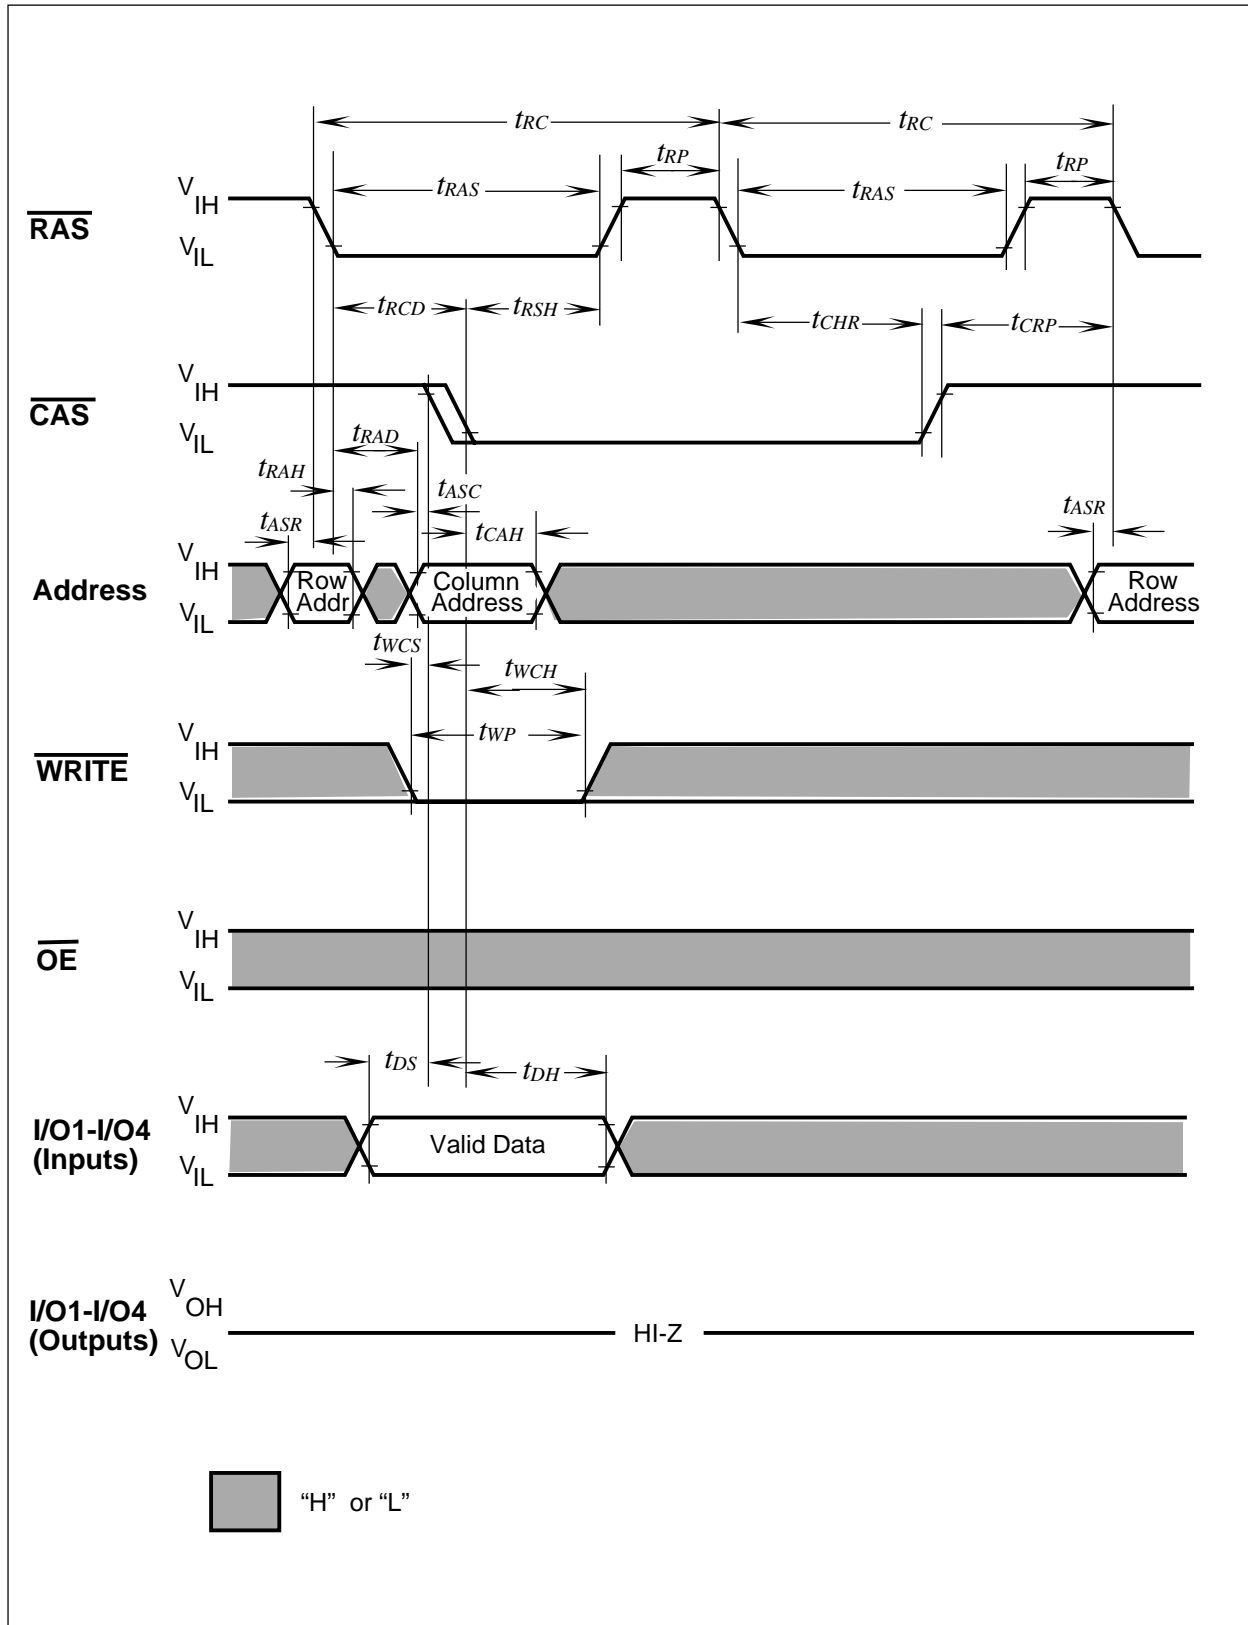 tRC tRC
tRP tRP
tRAS tRAS
RAS VIH
VIL
tRCD tRSH
tCHR tCRP
CAS VIH
VIL
tRAD
tRAH
tASC
tASR tCAH tASR
Address VIH
VIL
Row Addr
Column Address
Row Address
tWCS
tWCH
tWP
WRITE VIH
VIL
OE VIH
VIL
tDS tDH
I/O1-I/O4
(Inputs)
VIH
VIL
Valid Data
I/O1-I/O4
(Outputs)
VOH
VOL
HI-Z
“H” or “L”